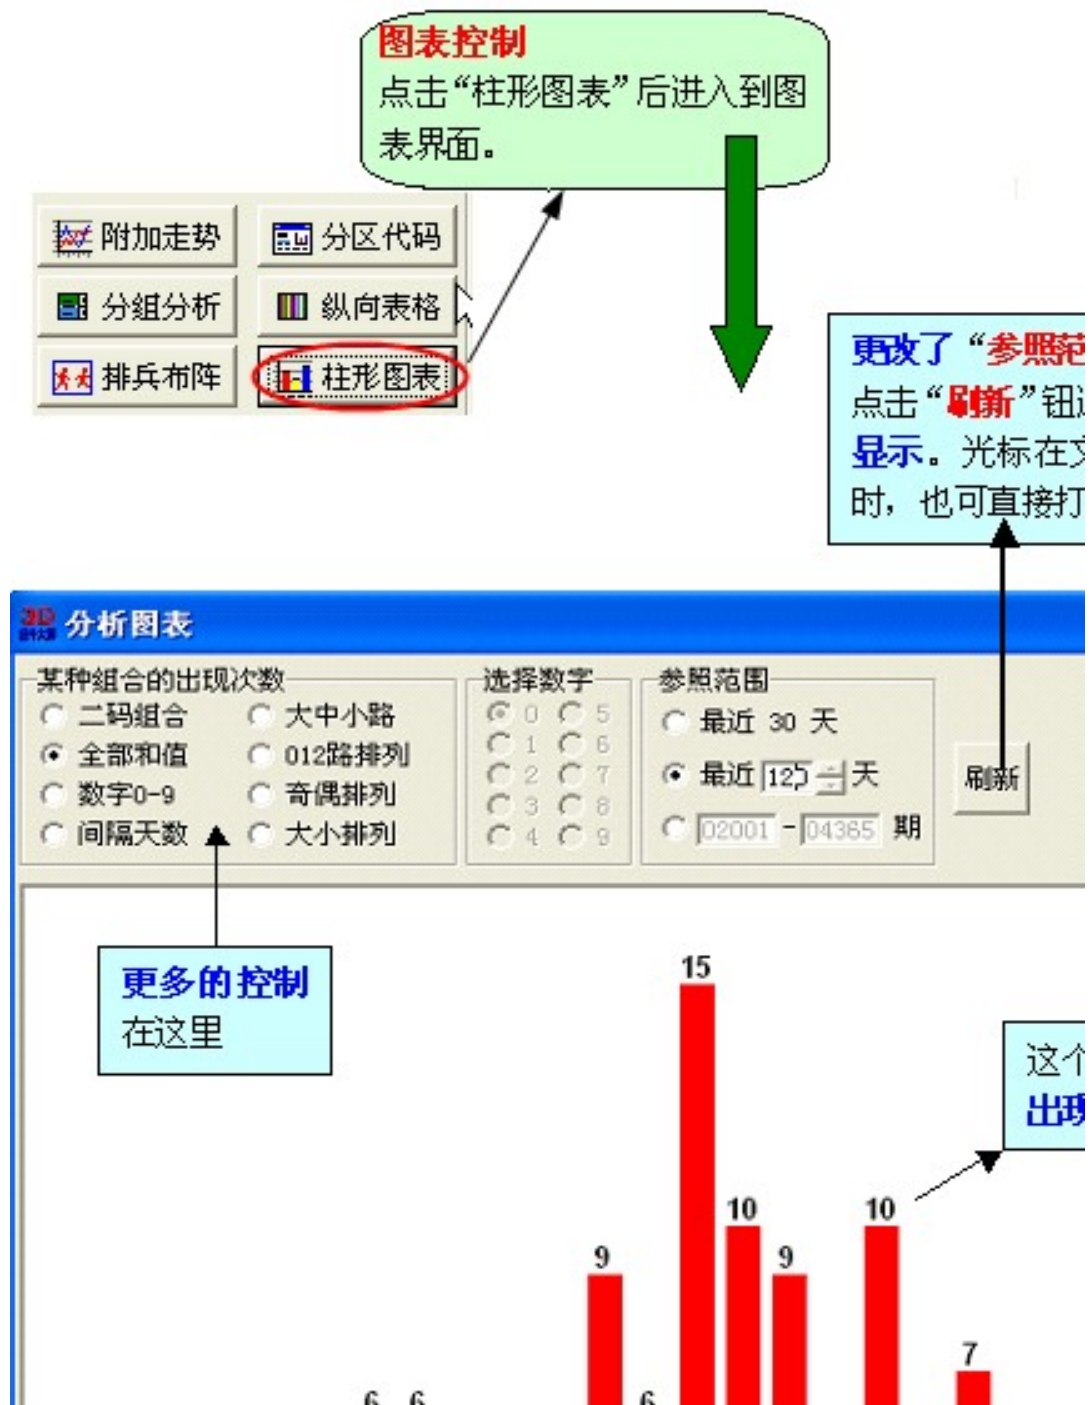 图表控制
点击“柱形图表”后进入到图
表界面。
附加走势
分区代码
分组分析
纵向表格
排兵布阵
柱形图表
更改了“参照范
点击“刷新”钮
显示。光标在文
时，也可直接打
分析图表
某种组合的出现次数
二码组合
大中小路
全部和值
012路排列
数字0-9
奇偶排列
间隔天数
大小排列
选择数字
0 5
1 6
2 7
3 8
4 9
参照范围
最近 30 天
最近 120 天
02001 - 04365 期
刷新
更多的控制
在这里
这个
出现
15
10
10
9
9
7
6
6
6